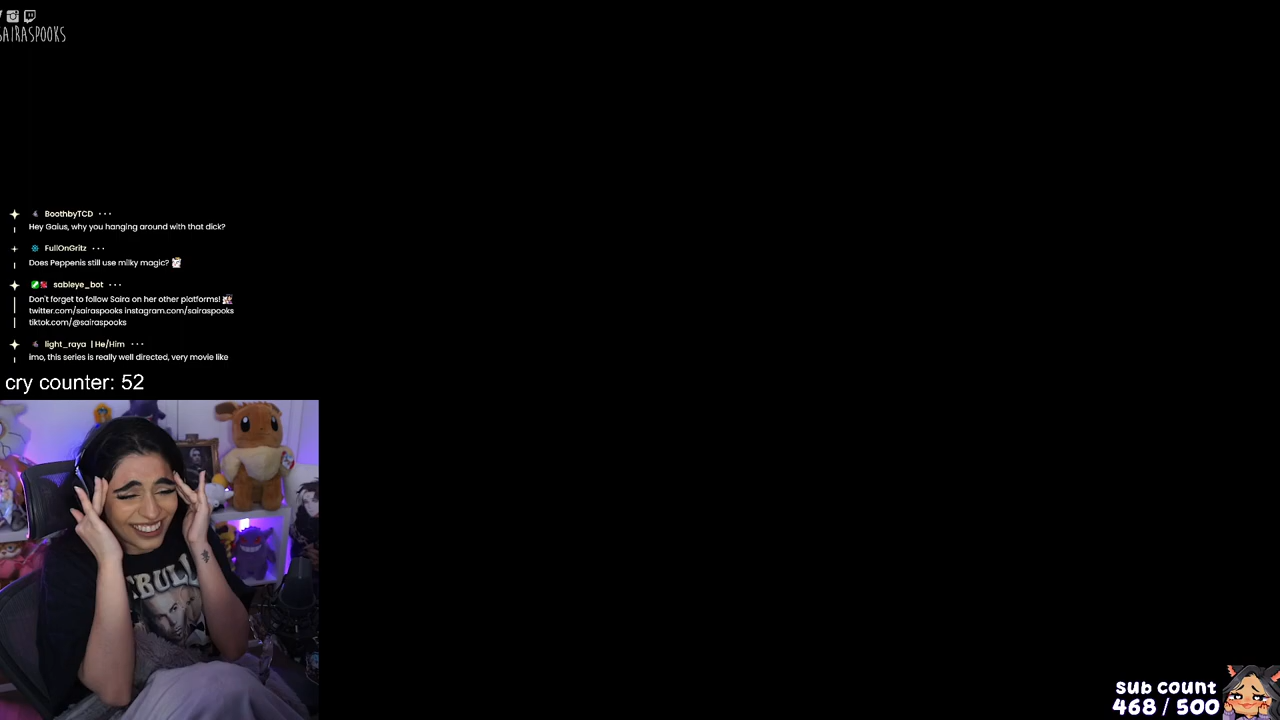 SAIRASPOOKS
BoothbyTCD ···
Hey Gaius, why you hanging around with that dick?
FullOnGritz ···
Does Peppenis still use milky magic?
sableye_bot ···
Don't forget to follow Saira on her other platforms!
twitter.com/sairaspooks instagram.com/sairaspooks
tiktok.com/@sairaspooks
light_raya | He/Him ···
imo, this series is really well directed, very movie like
cry counter: 52
sub count
468 / 500